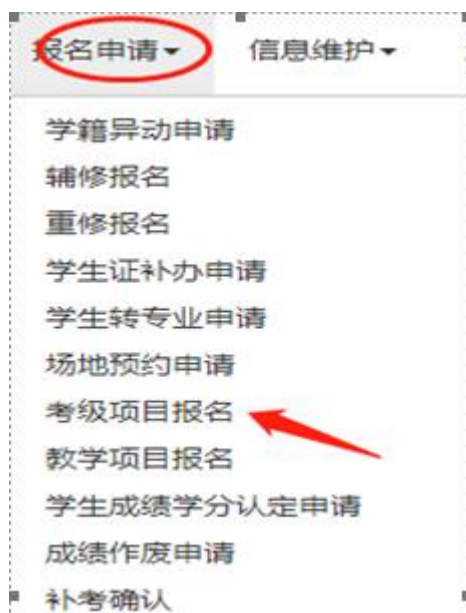 报名申请 信息维护
学籍异动申请
辅修报名
重修报名
学生证补办申请
学生转专业申请
场地预约申请
考级项目报名
教学项目报名
学生成绩学分认定申请
成绩作废申请
补考确认